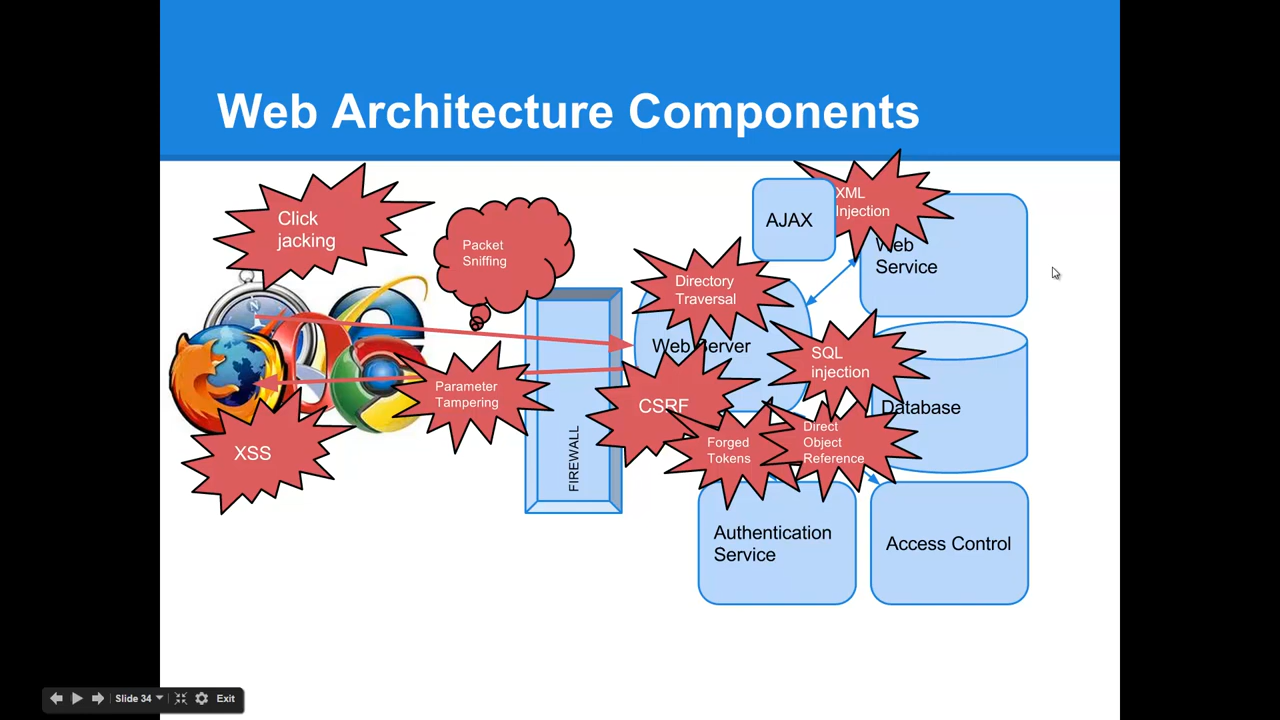 Web Architecture Components
Click
jacking
Packet
Sniffing
AJAX
XML
Injection
Web
Service
Directory
Traversal
Web Server
SQL
injection
Parameter
Tampering
CSRF
Database
XSS
FIREWALL
Forged
Tokens
Direct
Object
Reference
Authentication
Service
Access Control
Slide 34
Exit